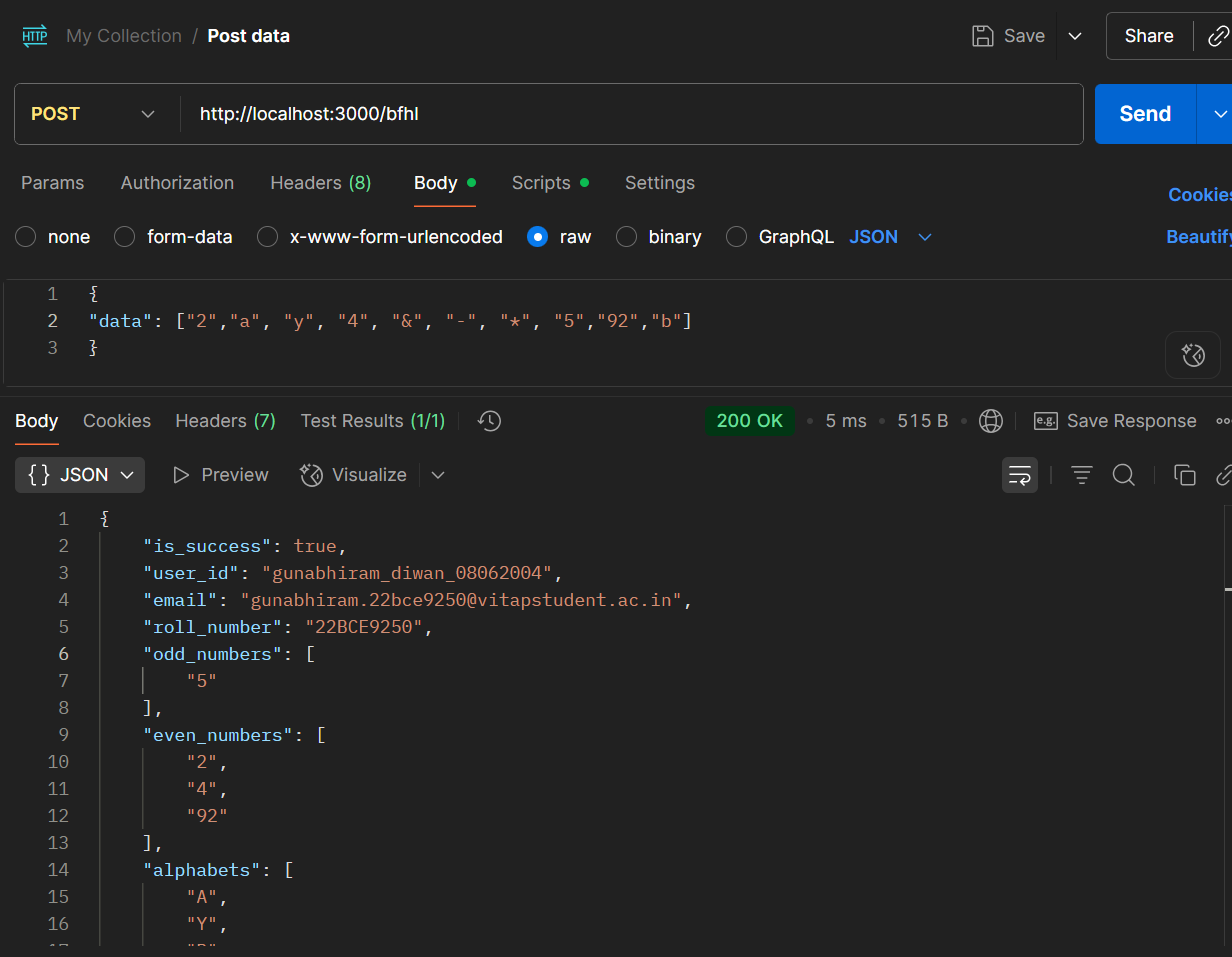 HTTP My Collection / Post data Save Share
POST http://localhost:3000/bfhl Send
Params Authorization Headers (8) Body Scripts Settings Cookies
none form-data x-www-form-urlencoded raw binary GraphQL JSON Beautify
1 {
2 "data": ["2","a", "y", "4", "&", "-", "*", "5","92","b"]
3 }
Body Cookies Headers (7) Test Results (1/1) 200 OK • 5 ms • 515 B • e.g. Save Response
{} JSON Preview Visualize
1 {
2 "is_success": true,
3 "user_id": "gunabhiram_diwan_08062004",
4 "email": "gunabhiram.22bce9250@vitapstudent.ac.in",
5 "roll_number": "22BCE9250",
6 "odd_numbers": [
7 "5"
8 ],
9 "even_numbers": [
10 "2",
11 "4",
12 "92"
13 ],
14 "alphabets": [
15 "A",
16 "Y",